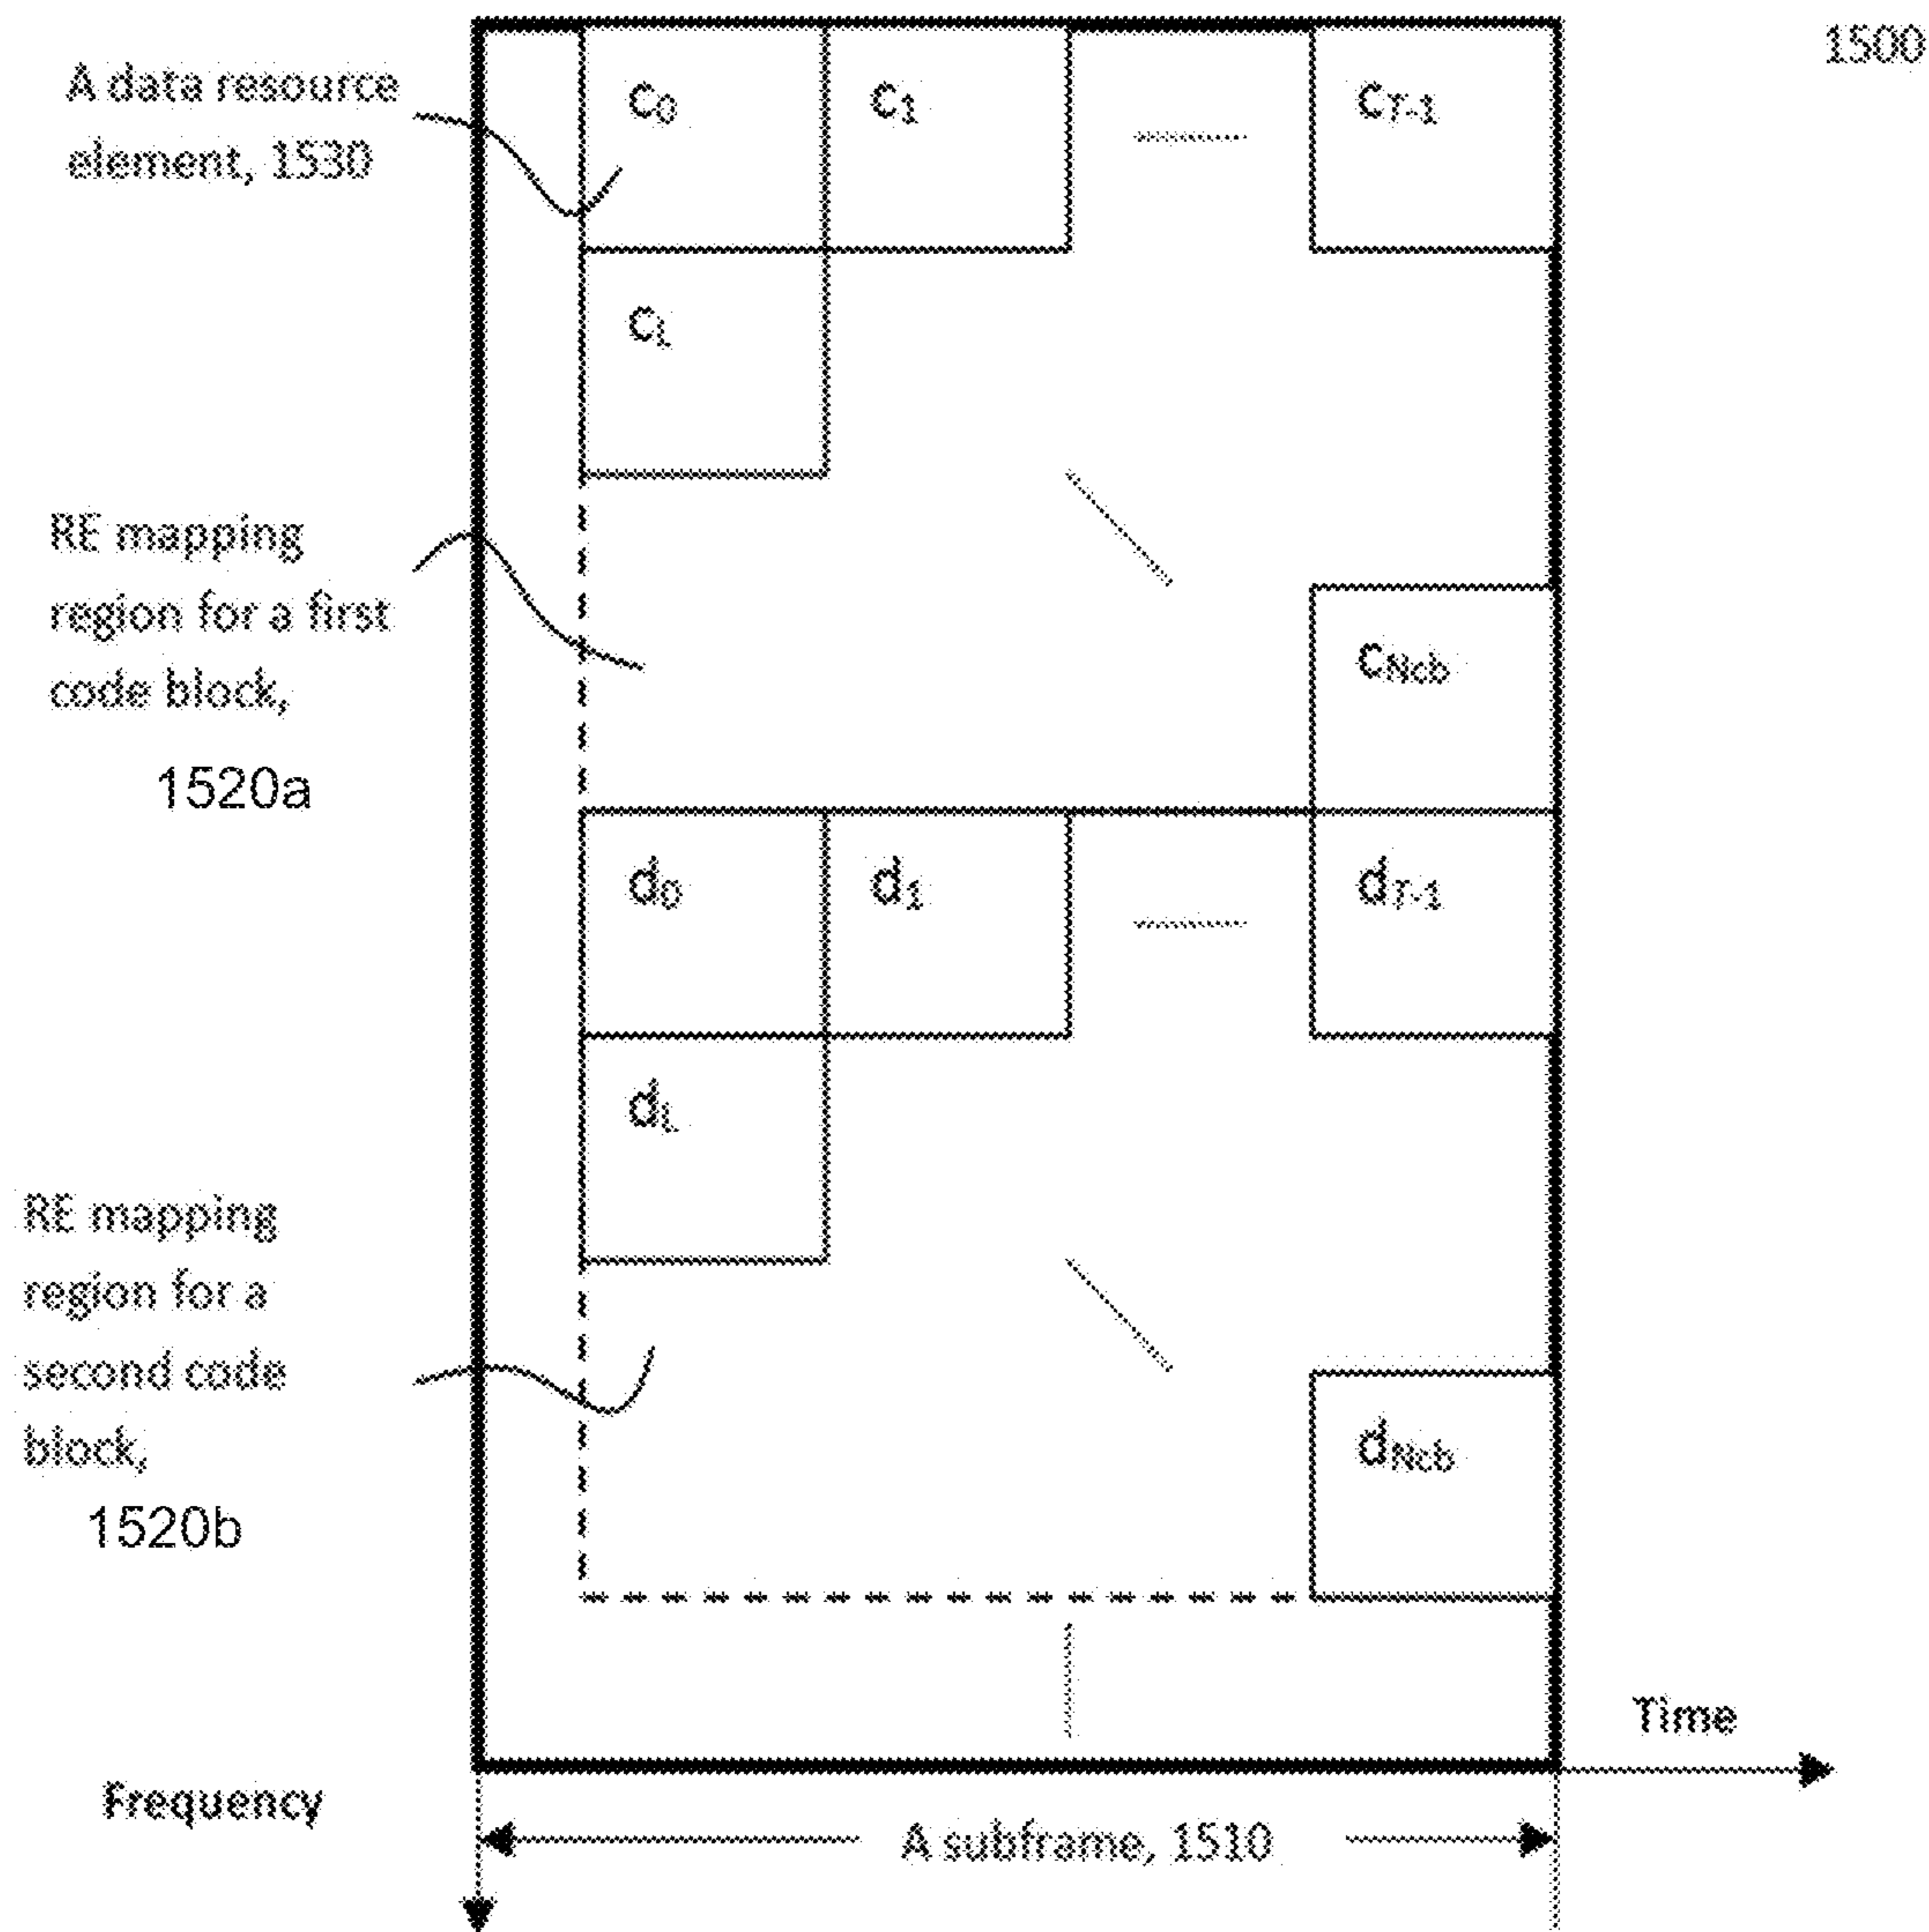 1500
A data resource
element, 1530
c0 c1 cT-1
cL
RE mapping
region for a first
code block,
1520a
cNcb
d0 d1 dT-1
dL
RE mapping
region for a
second code
block,
1520b
dNcb
Time
Frequency
A subframe, 1510